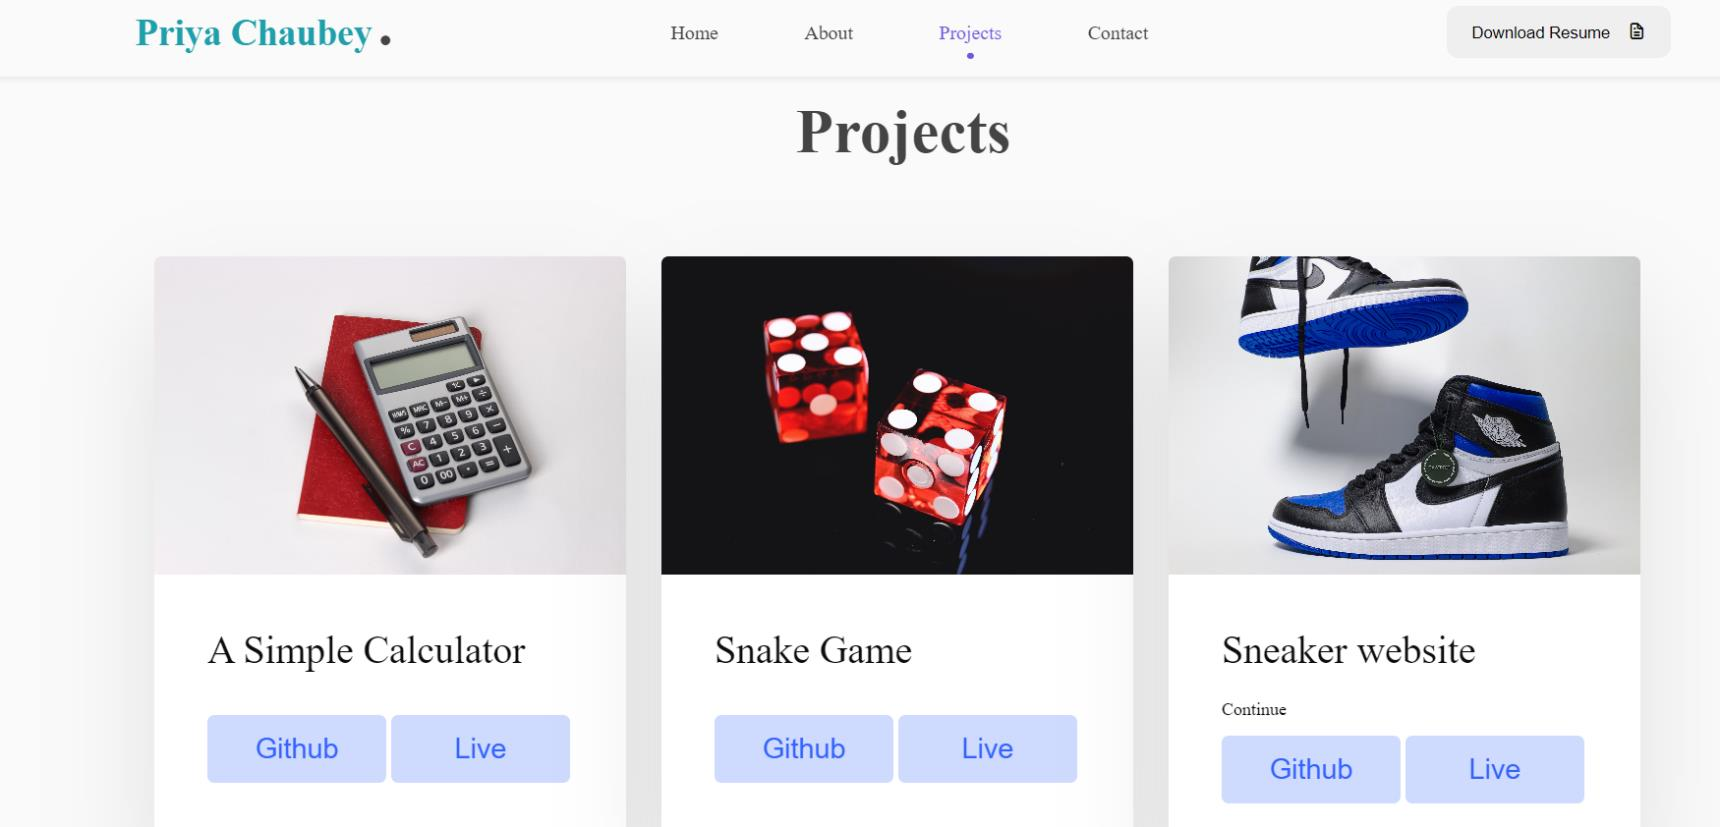 Priya Chaubey .
Home
About
Projects
Contact
Download Resume
Projects
A Simple Calculator
Github
Live
Snake Game
Github
Live
Sneaker website
Continue
Github
Live